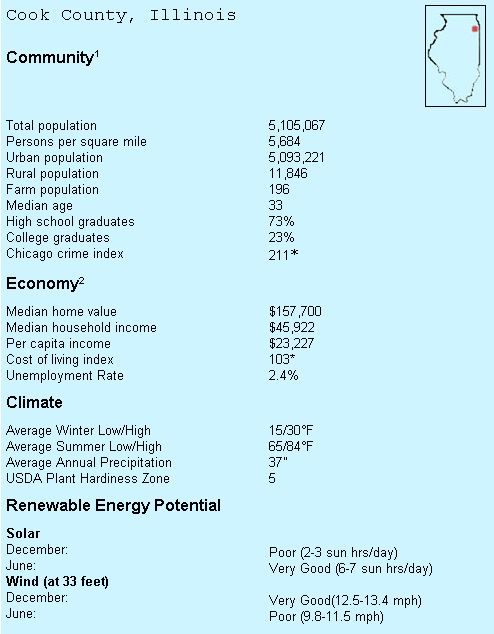 Cook County, Illinois
Community¹
Total population 5,105,067
Persons per square mile 5,684
Urban population 5,093,221
Rural population 11,846
Farm population 196
Median age 33
High school graduates 73%
College graduates 23%
Chicago crime index 211*
Economy²
Median home value $157,700
Median household income $45,922
Per capita income $23,227
Cost of living index 103*
Unemployment Rate 2.4%
Climate
Average Winter Low/High 15/30°F
Average Summer Low/High 65/84°F
Average Annual Precipitation 37"
USDA Plant Hardiness Zone 5
Renewable Energy Potential
Solar
December: Poor (2-3 sun hrs/day)
June: Very Good (6-7 sun hrs/day)
Wind (at 33 feet)
December: Very Good(12.5-13.4 mph)
June: Poor (9.8-11.5 mph)